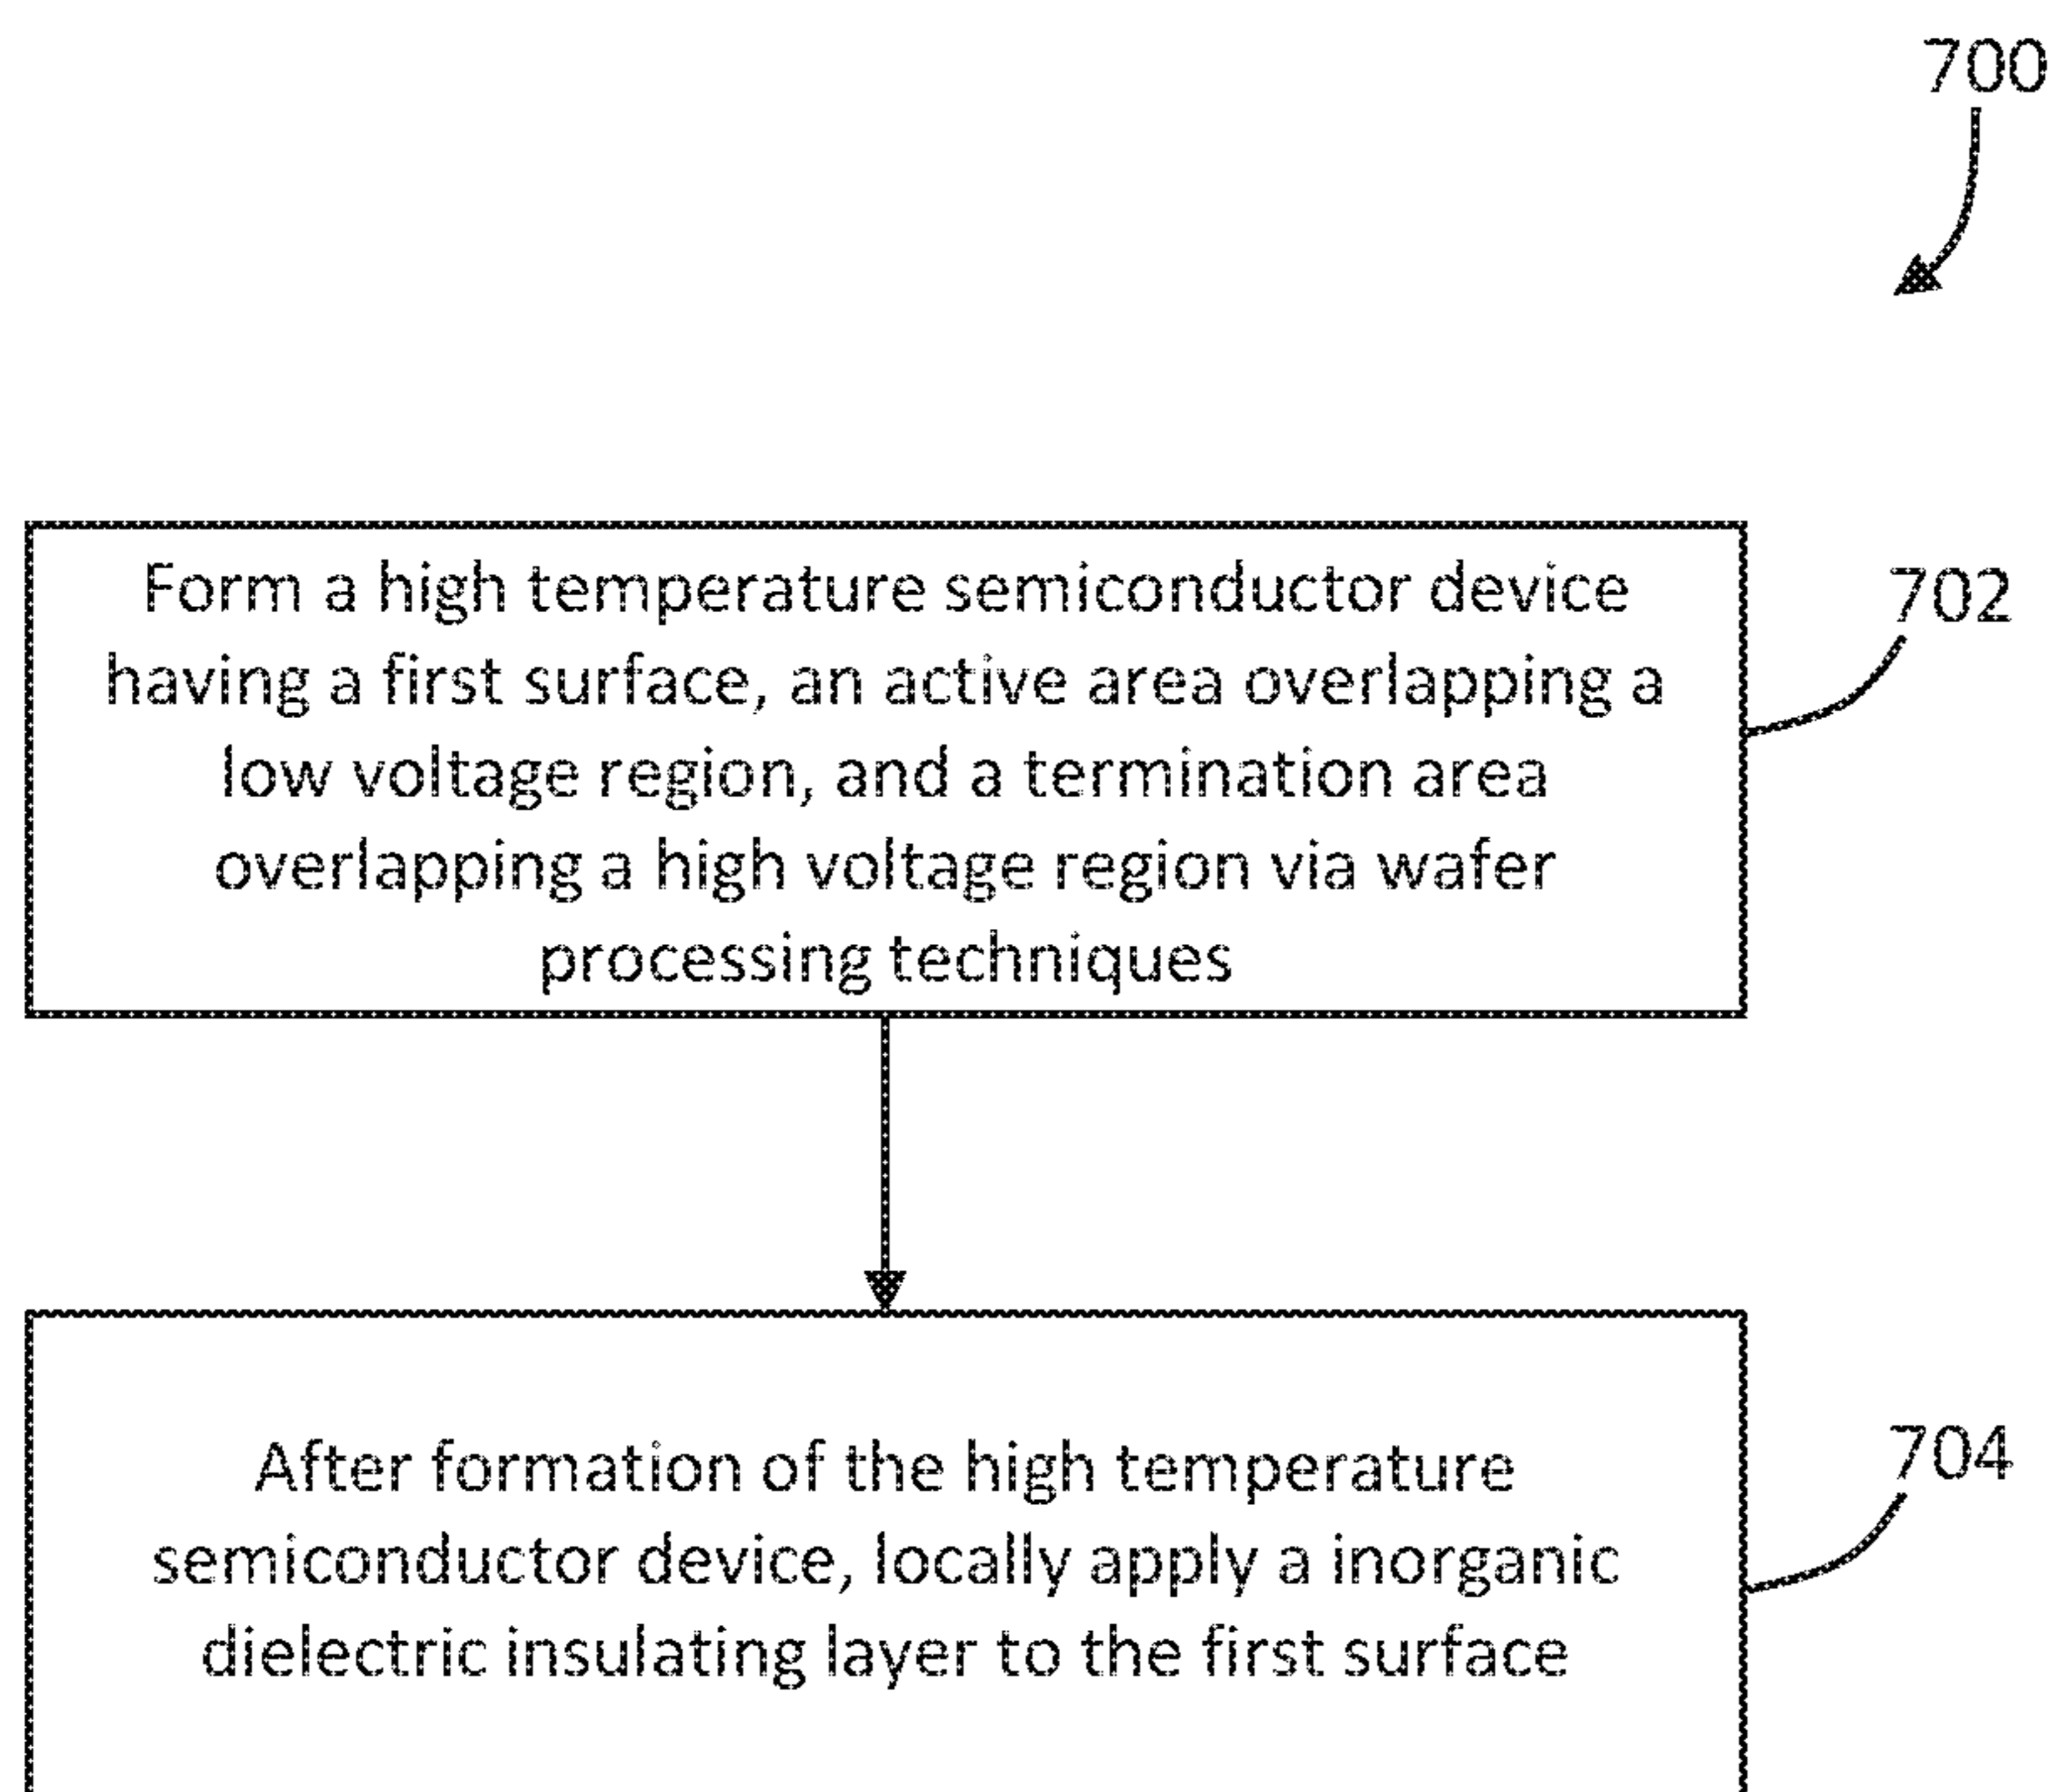 700
Form a high temperature semiconductor device
having a first surface, an active area overlapping a
low voltage region, and a termination area
overlapping a high voltage region via wafer
processing techniques
702
After formation of the high temperature
semiconductor device, locally apply a inorganic
dielectric insulating layer to the first surface
704